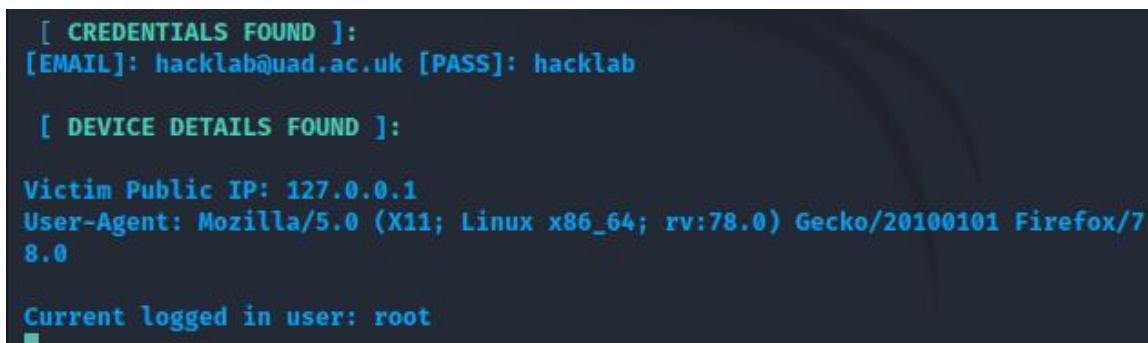 [ CREDENTIALS FOUND ]:
[EMAIL]: hacklab@uad.ac.uk [PASS]: hacklab
[ DEVICE DETAILS FOUND ]:
Victim Public IP: 127.0.0.1
User-Agent: Mozilla/5.0 (X11; Linux x86_64; rv:78.0) Gecko/20100101 Firefox/7
8.0
Current logged in user: root